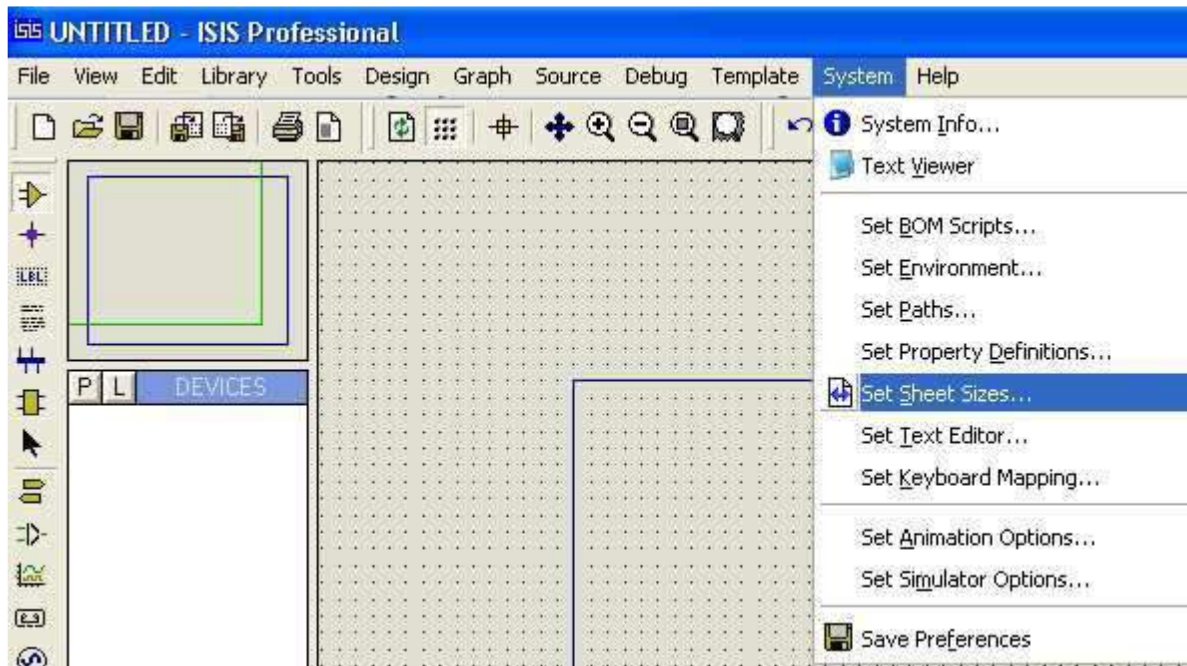 isis UNTITLED - ISIS Professional
File View Edit Library Tools Design Graph Source Debug Template System Help
System Info...
Text Viewer
Set BOM Scripts...
Set Environment...
Set Paths...
Set Property Definitions...
Set Sheet Sizes...
Set Text Editor...
Set Keyboard Mapping...
Set Animation Options...
Set Simulator Options...
Save Preferences
LBL
P L DEVICES